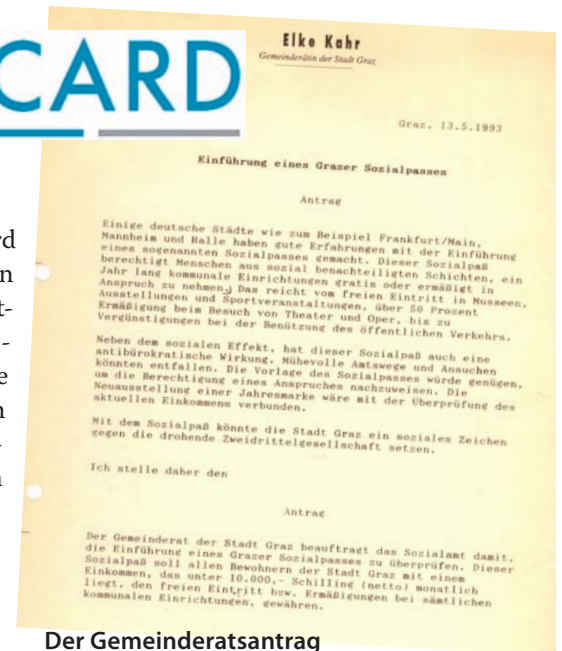 CARD
Elke Kahr
Gemeinderätin der Stadt Graz
Graz, 13.5.1993
Einführung eines Grazer Sozialpasses
Antrag
Einige deutsche Städte wie zum Beispiel Frankfurt/Main,
Mannheim und Halle haben gute Erfahrungen mit der Einführung
eines sogenannten Sozialpasses gemacht. Dieser Sozialpaß
berechtigt Menschen aus sozial benachteiligten Schichten, ein
Jahr lang kommunale Einrichtungen gratis oder ermäßigt in
Anspruch zu nehmen. Das reicht vom freien Eintritt in Musseen,
Ausstellungen und Sportveranstaltungen, über 50 Prozent
Ermäßigung beim Besuch von Theater und Oper, bis zu
Vergünstigungen bei der Benützung des öffentlichen Verkehrs.
Neben dem sozialen Effekt, hat dieser Sozialpaß auch eine
antibürokratische Wirkung. Mühevolle Amtswege und Ansuchen
könnten entfallen. Die Vorlage des Sozialpasses würde genügen,
um die Berechtigung eines Anspruches nachzuweisen. Die
Neuausstellung einer Jahresmarke wäre mit der Überprüfung des
aktuellen Einkommens verbunden.
Mit dem Sozialpaß könnte die Stadt Graz ein soziales Zeichen
gegen die drohende Zweidrittelgesellschaft setzen.
Ich stelle daher den
Antrag
Der Gemeinderat der Stadt Graz beauftragt das Sozialamt damit,
die Einführung eines Grazer Sozialpasses zu überprüfen. Dieser
Sozialpaß soll allen Bewohnern der Stadt Graz mit einem
Einkommen, das unter 10.000,- Schilling (netto) monatlich
liegt, den freien Eintritt bzw. Ermäßigungen bei sämtlichen
kommunalen Einrichtungen, gewähren.
Der Gemeinderatsantrag